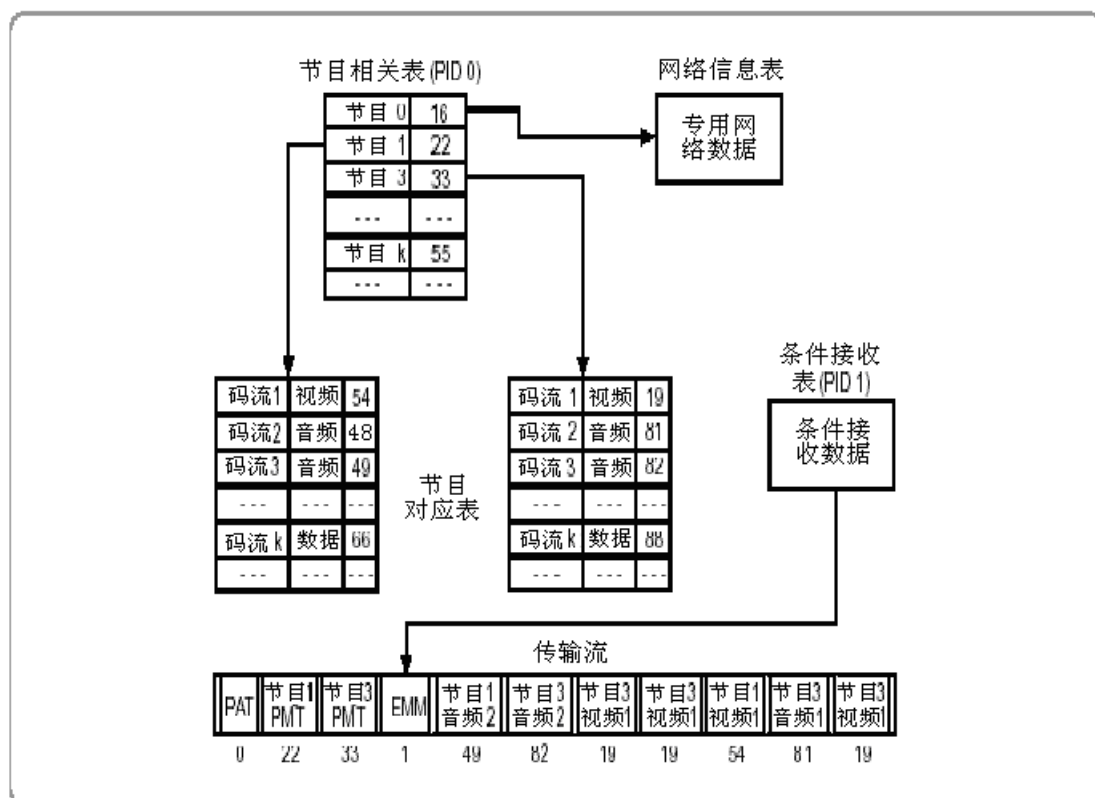 节目相关表(PID 0)
网络信息表
节目 0 16
节目 1 22
节目 3 33
--- ---
节目 k 55
--- ---
专用网
络数据
条件接收
表(PID 1)
条件接
收数据
码流1 视频 54
码流2 音频 48
码流3 音频 49
--- --- ---
码流 k 数据 66
--- --- ---
节目
对应表
码流 1 视频 19
码流 2 音频 81
码流 3 音频 82
--- --- ---
码流 k 数据 88
--- --- ---
传输流
PAT
节目1
PMT
节目3
PMT
EMM
节目1
音频2
节目3
音频2
节目3
视频1
节目3
视频1
节目1
视频1
节目3
音频1
节目3
视频1
0 22 33 1 49 82 19 19 54 81 19